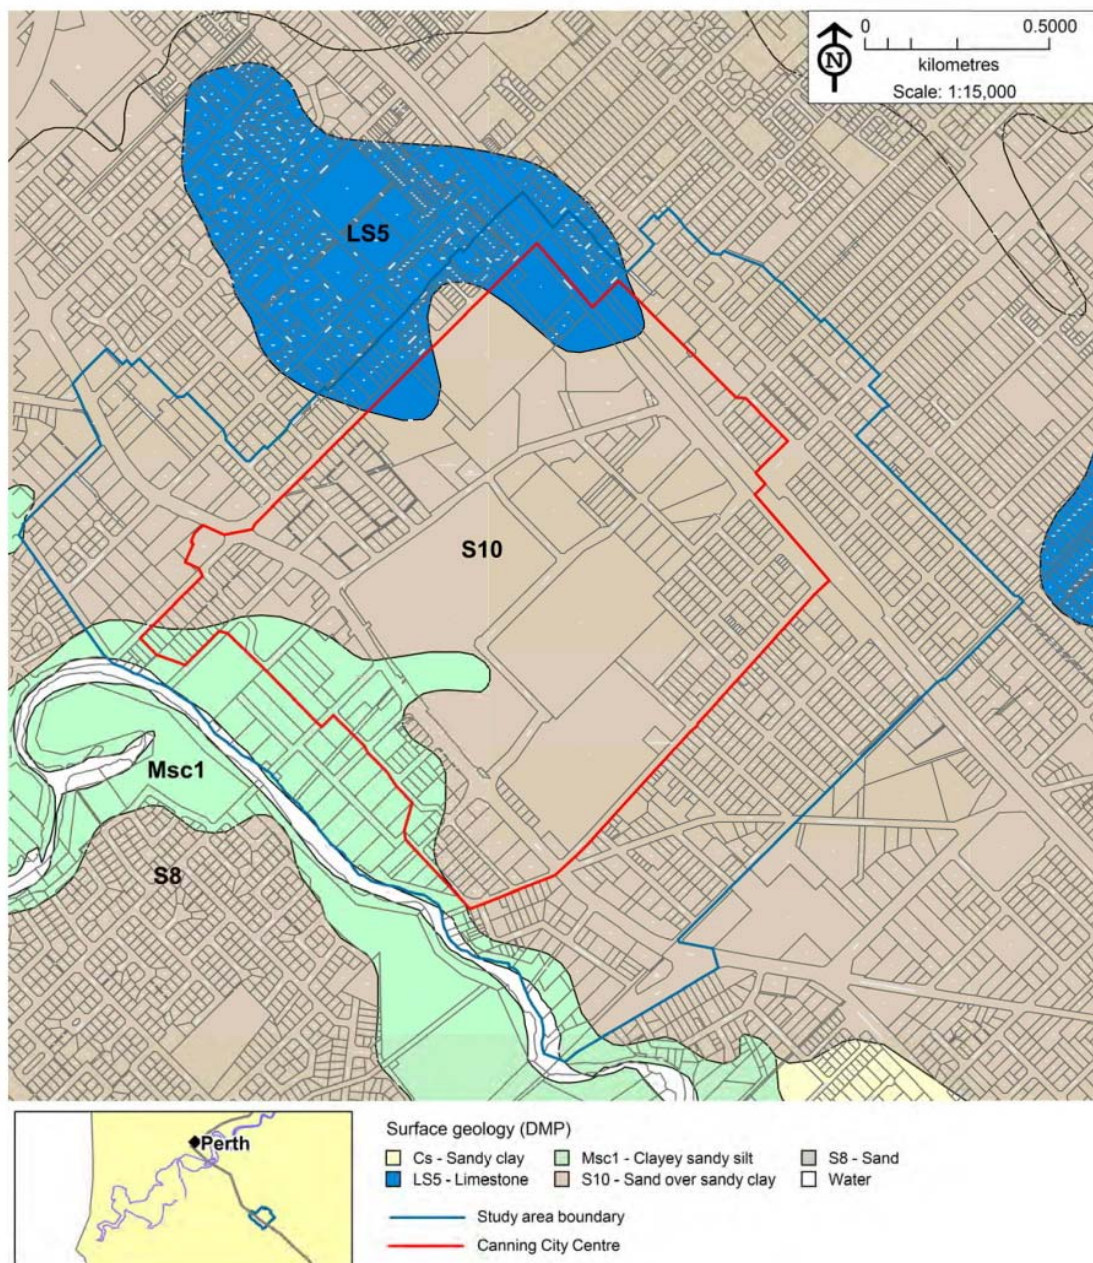 0 0.5000
N
kilometres
Scale: 1:15,000
LS5
S10
Msc1
S8
Perth
Surface geology (DMP)
Cs - Sandy clay Msc1 - Clayey sandy silt S8 - Sand
LS5 - Limestone S10 - Sand over sandy clay Water
Study area boundary
Canning City Centre